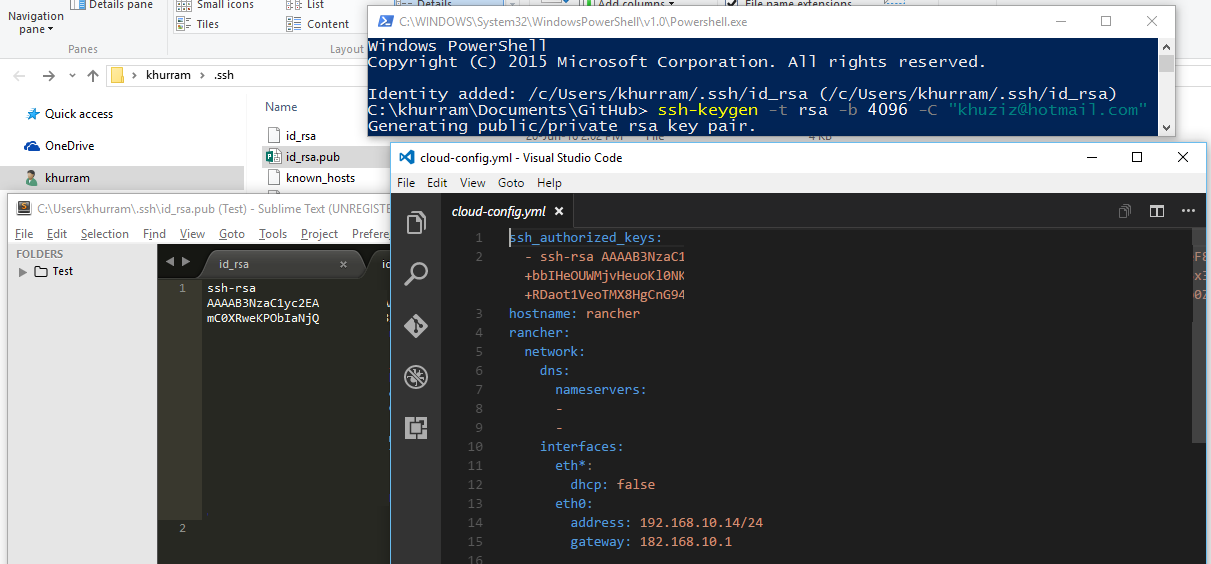 Navigation
pane
Panes
Details pane
Small icons
List
Details
Tiles
Content
Layout
File name extensions
khurram
.ssh
Quick access
OneDrive
khurram
Name
id_rsa
id_rsa.pub
known_hosts
C:\WINDOWS\System32\WindowsPowerShell\v1.0\Powershell.exe
Windows PowerShell
Copyright (C) 2015 Microsoft Corporation. All rights reserved.
Identity added: /c/Users/khurram/.ssh/id_rsa (/c/Users/khurram/.ssh/id_rsa)
C:\khurram\Documents\GitHub> ssh-keygen -t rsa -b 4096 -C "khuziz@hotmail.com"
Generating public/private rsa key pair.
C:\Users\khurram\.ssh\id_rsa.pub (Test) - Sublime Text (UNREGISTE
File Edit Selection Find View Goto Tools Project Prefere
FOLDERS
Test
id_rsa
1 ssh-rsa
AAAAB3NzaC1yc2EA
mC0XRweKPObIaNjQ
2
cloud-config.yml - Visual Studio Code
File Edit View Goto Help
cloud-config.yml
1 ssh_authorized_keys:
2 - ssh-rsa AAAAB3NzaC1
+bbIHeOUWMjvHeuoKl0NK
+RDaot1VeoTMX8HgCnG94
3 hostname: rancher
4 rancher:
5 network:
6 dns:
7 nameservers:
8 -
9 -
10 interfaces:
11 eth*:
12 dhcp: false
13 eth0:
14 address: 192.168.10.14/24
15 gateway: 182.168.10.1
16